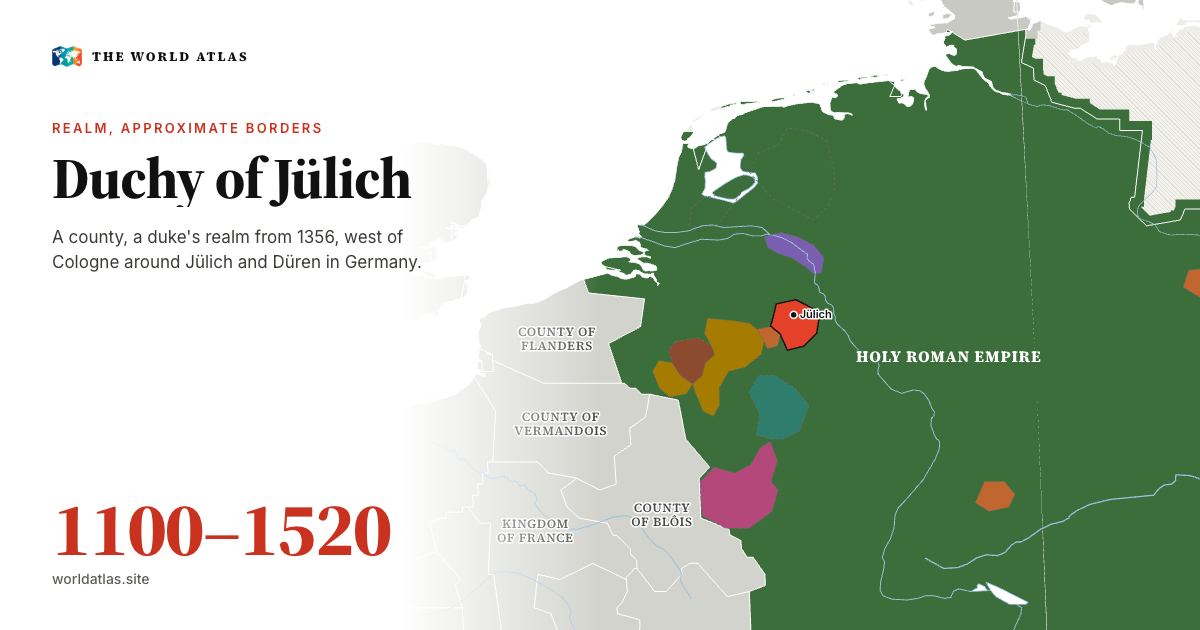 THE WORLD ATLAS
REALM, APPROXIMATE BORDERS
Duchy of Jülich
A county, a duke's realm from 1356, west of
Cologne around Jülich and Düren in Germany.
1100–1520
worldatlas.site
Jülich
COUNTY OF
FLANDERS
HOLY ROMAN EMPIRE
COUNTY OF
VERMANDOIS
COUNTY
OF BLÔIS
KINGDOM
OF FRANCE